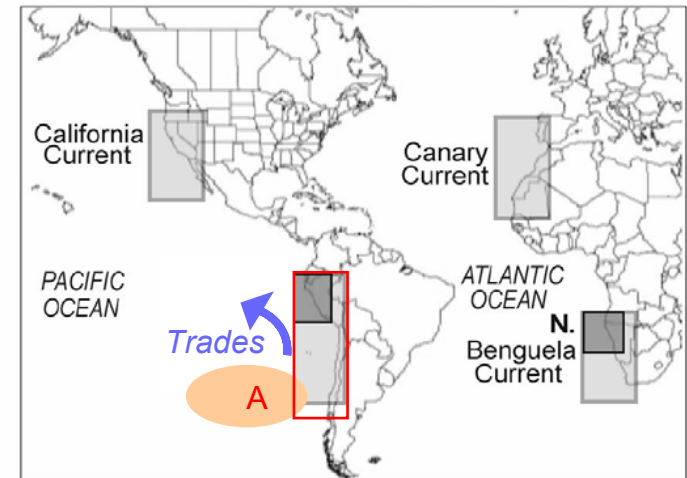 California
Current
Canary
Current
PACIFIC
OCEAN
ATLANTIC
OCEAN
Trades
N.
Benguela
Current
A